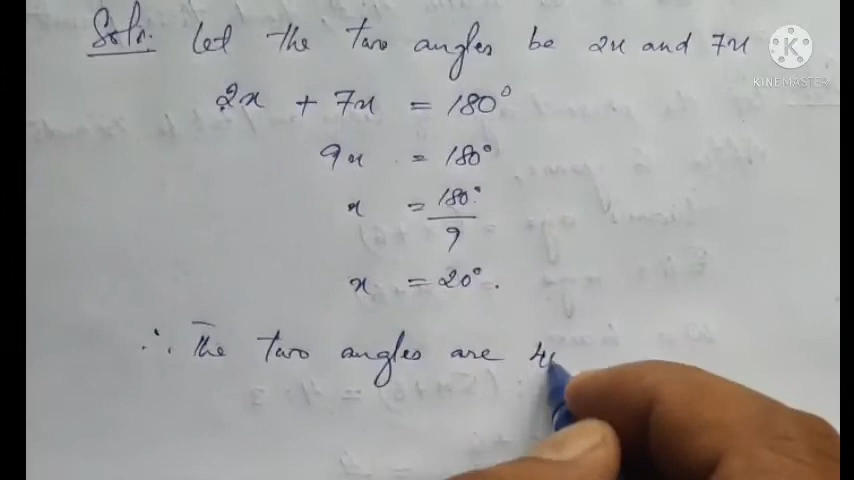 Soln. Let the two angles be 2x and 7x
KINEMASTER
2x + 7x = 180°
9x = 180°
x = 180° / 9
x = 20°.
∴ The two angles are 4